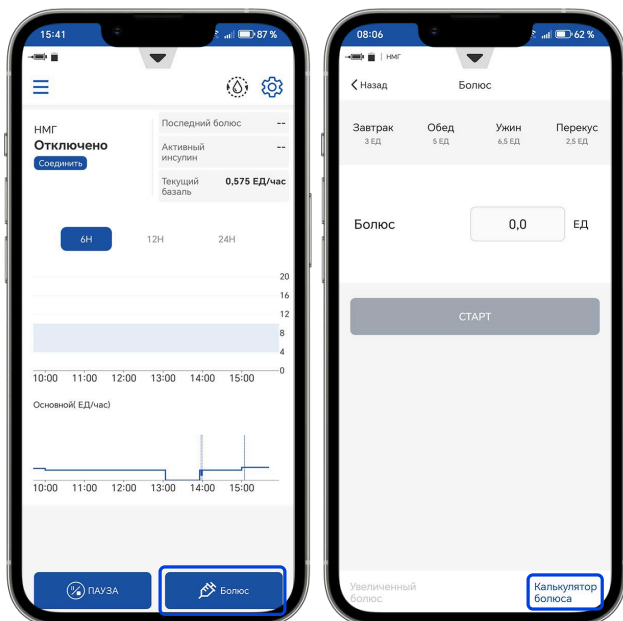 15:41
87 %
НМГ
Отключено
Соединить
Последний болюс --
Активный
инсулин --
Текущий
базаль 0,575 ЕД/час
6H 12H 24H
20
16
12
8
4
0
10:00 11:00 12:00 13:00 14:00 15:00
Основной( ЕД/час)
10:00 11:00 12:00 13:00 14:00 15:00
ПАУЗА
Болюс
08:06
62 %
НМГ
Назад
Болюс
Завтрак Обед Ужин Перекус
3 ЕД 5 ЕД 6,5 ЕД 2,5 ЕД
Болюс 0,0 ЕД
СТАРТ
Увеличенный
болюс
Калькулятор
болюса